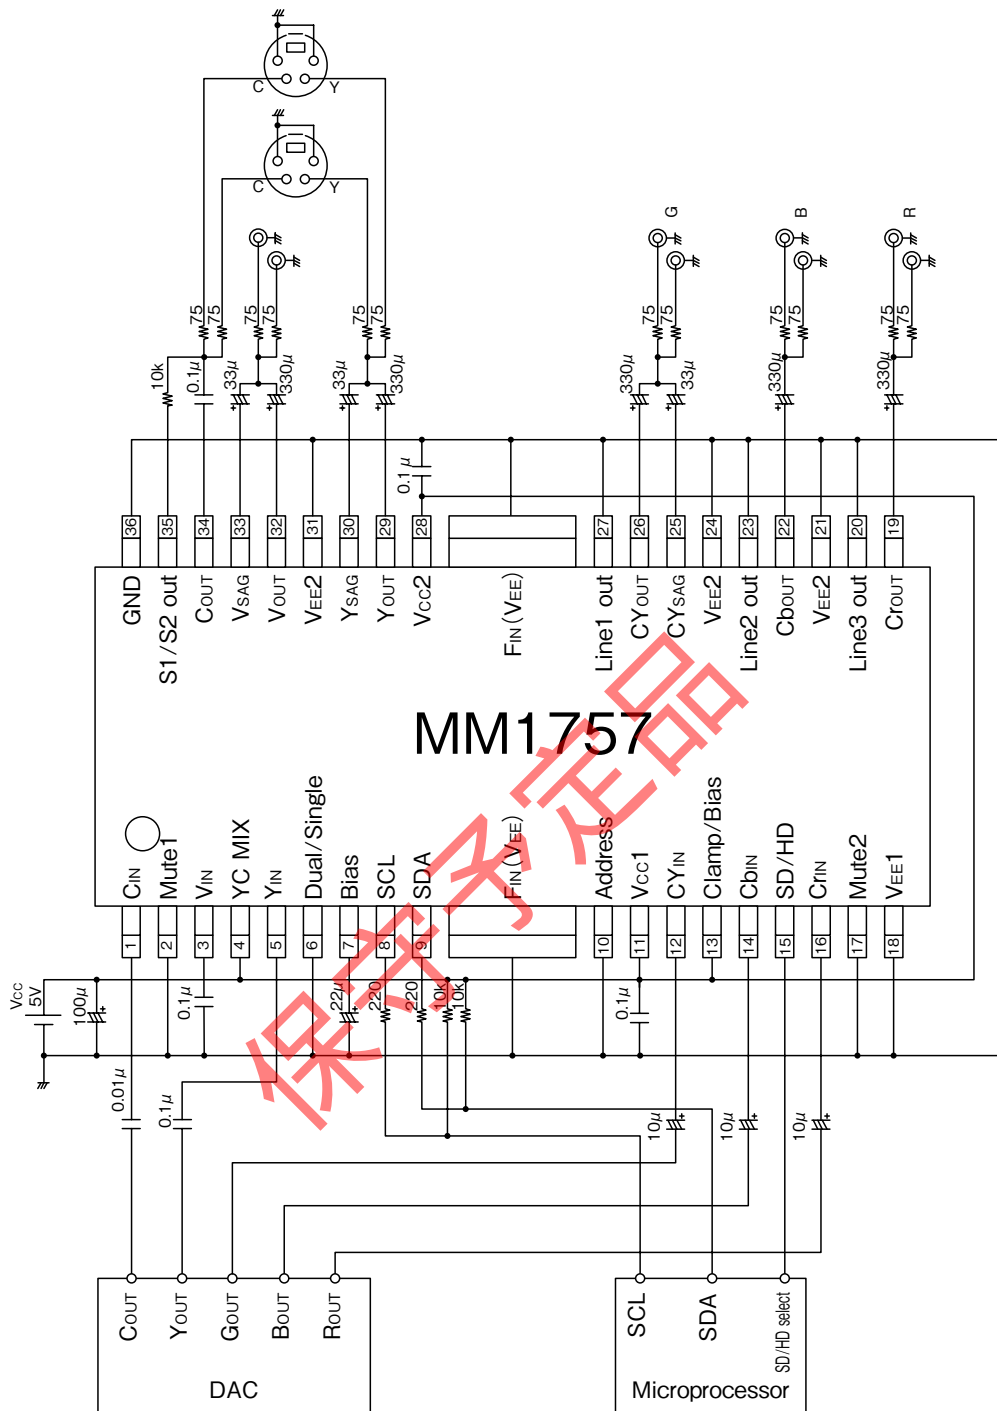 C
Y
C
Y
75
75
75
75
75
75
75
75
G
75
75
B
75
75
R
10k
0.1μ
33μ
330μ
33μ
330μ
330μ
33μ
330μ
330μ
0.1μ
36
35
34
33
32
31
30
29
28
27
26
25
24
23
22
21
20
19
GND
S1/S2 out
COUT
VSAG
VOUT
VEE2
YSAG
YOUT
VCC2
FIN(VEE)
Line1 out
CYOUT
CYSAG
VEE2
Line2 out
CbOUT
VEE2
Line3 out
CrOUT
MM1757
保守予定品
CIN
Mute1
VIN
YC MIX
YIN
Dual/Single
Bias
SCL
SDA
FIN(VEE)
Address
VCC1
CYIN
Clamp/Bias
CbIN
SD/HD
CrIN
Mute2
VEE1
1
2
3
4
5
6
7
8
9
10
11
12
13
14
15
16
17
18
Vcc
5V
100μ
0.1μ
22μ
220
220
10k
10k
0.1μ
0.01μ
0.1μ
10μ
10μ
10μ
COUT
YOUT
GOUT
BOUT
ROUT
DAC
SCL
SDA
SD/HD select
Microprocessor